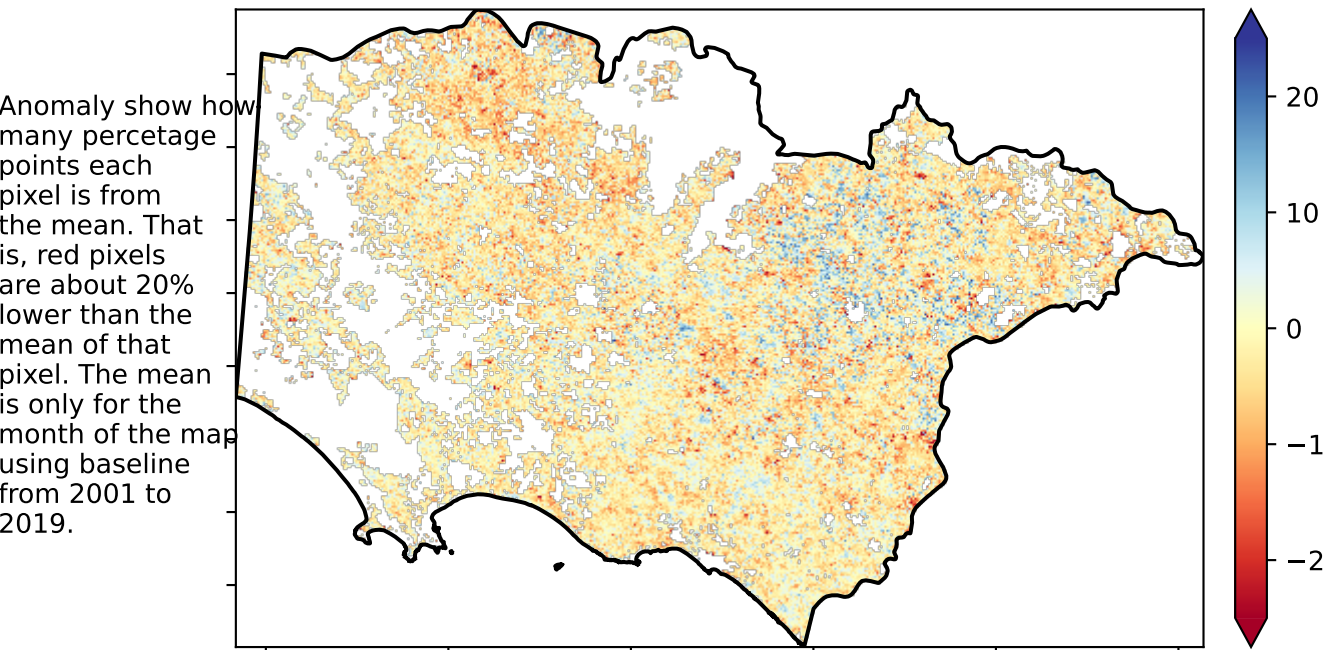 Anomaly show how
many percetage
points each
pixel is from
the mean. That
is, red pixels
are about 20%
lower than the
mean of that
pixel. The mean
is only for the
month of the map
using baseline
from 2001 to
2019.
20
10
0
−1
−2